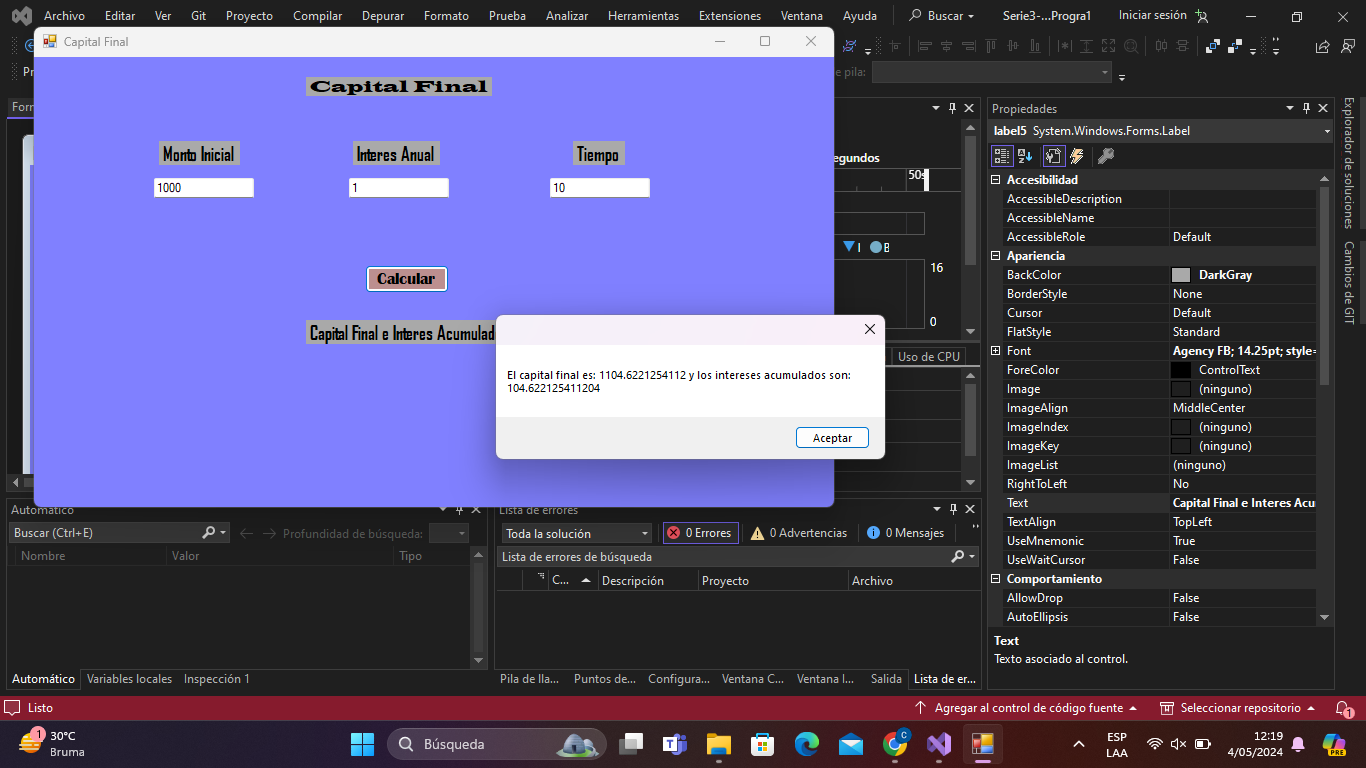 Archivo Editar Ver Git Proyecto Compilar Depurar Formato Prueba Analizar Herramientas Extensiones Ventana Ayuda Buscar Serie3-...Progra1 Iniciar sesión
Capital Final
Capital Final
Monto Inicial Interes Anual Tiempo
1000 1 10
Calcular
Capital Final e Interes Acumulad
El capital final es: 1104.6221254112 y los intereses acumulados son:
104.622125411204
Aceptar
de pila:
Form
egundos
50s
I B
16
0
Uso de CPU
Automático
Buscar (Ctrl+E) Profundidad de búsqueda:
Nombre Valor Tipo
Automático Variables locales Inspección 1
Lista de errores
Toda la solución 0 Errores 0 Advertencias 0 Mensajes
Lista de errores de búsqueda
C... Descripción Proyecto Archivo
Pila de lla... Puntos de... Configura... Ventana C... Ventana I... Salida Lista de er...
Propiedades
label5 System.Windows.Forms.Label
Accesibilidad
AccessibleDescription
AccessibleName
AccessibleRole Default
Apariencia
BackColor DarkGray
BorderStyle None
Cursor Default
FlatStyle Standard
Font Agency FB; 14.25pt; style=
ForeColor ControlText
Image (ninguno)
ImageAlign MiddleCenter
ImageIndex (ninguno)
ImageKey (ninguno)
ImageList (ninguno)
RightToLeft No
Text Capital Final e Interes Acu
TextAlign TopLeft
UseMnemonic True
UseWaitCursor False
Comportamiento
AllowDrop False
AutoEllipsis False
Text
Texto asociado al control.
Explorador de soluciones
Cambios de GIT
Listo Agregar al control de código fuente Seleccionar repositorio 1
1 30°C
Bruma
Búsqueda
C
ESP
LAA
12:19
4/05/2024
PRE